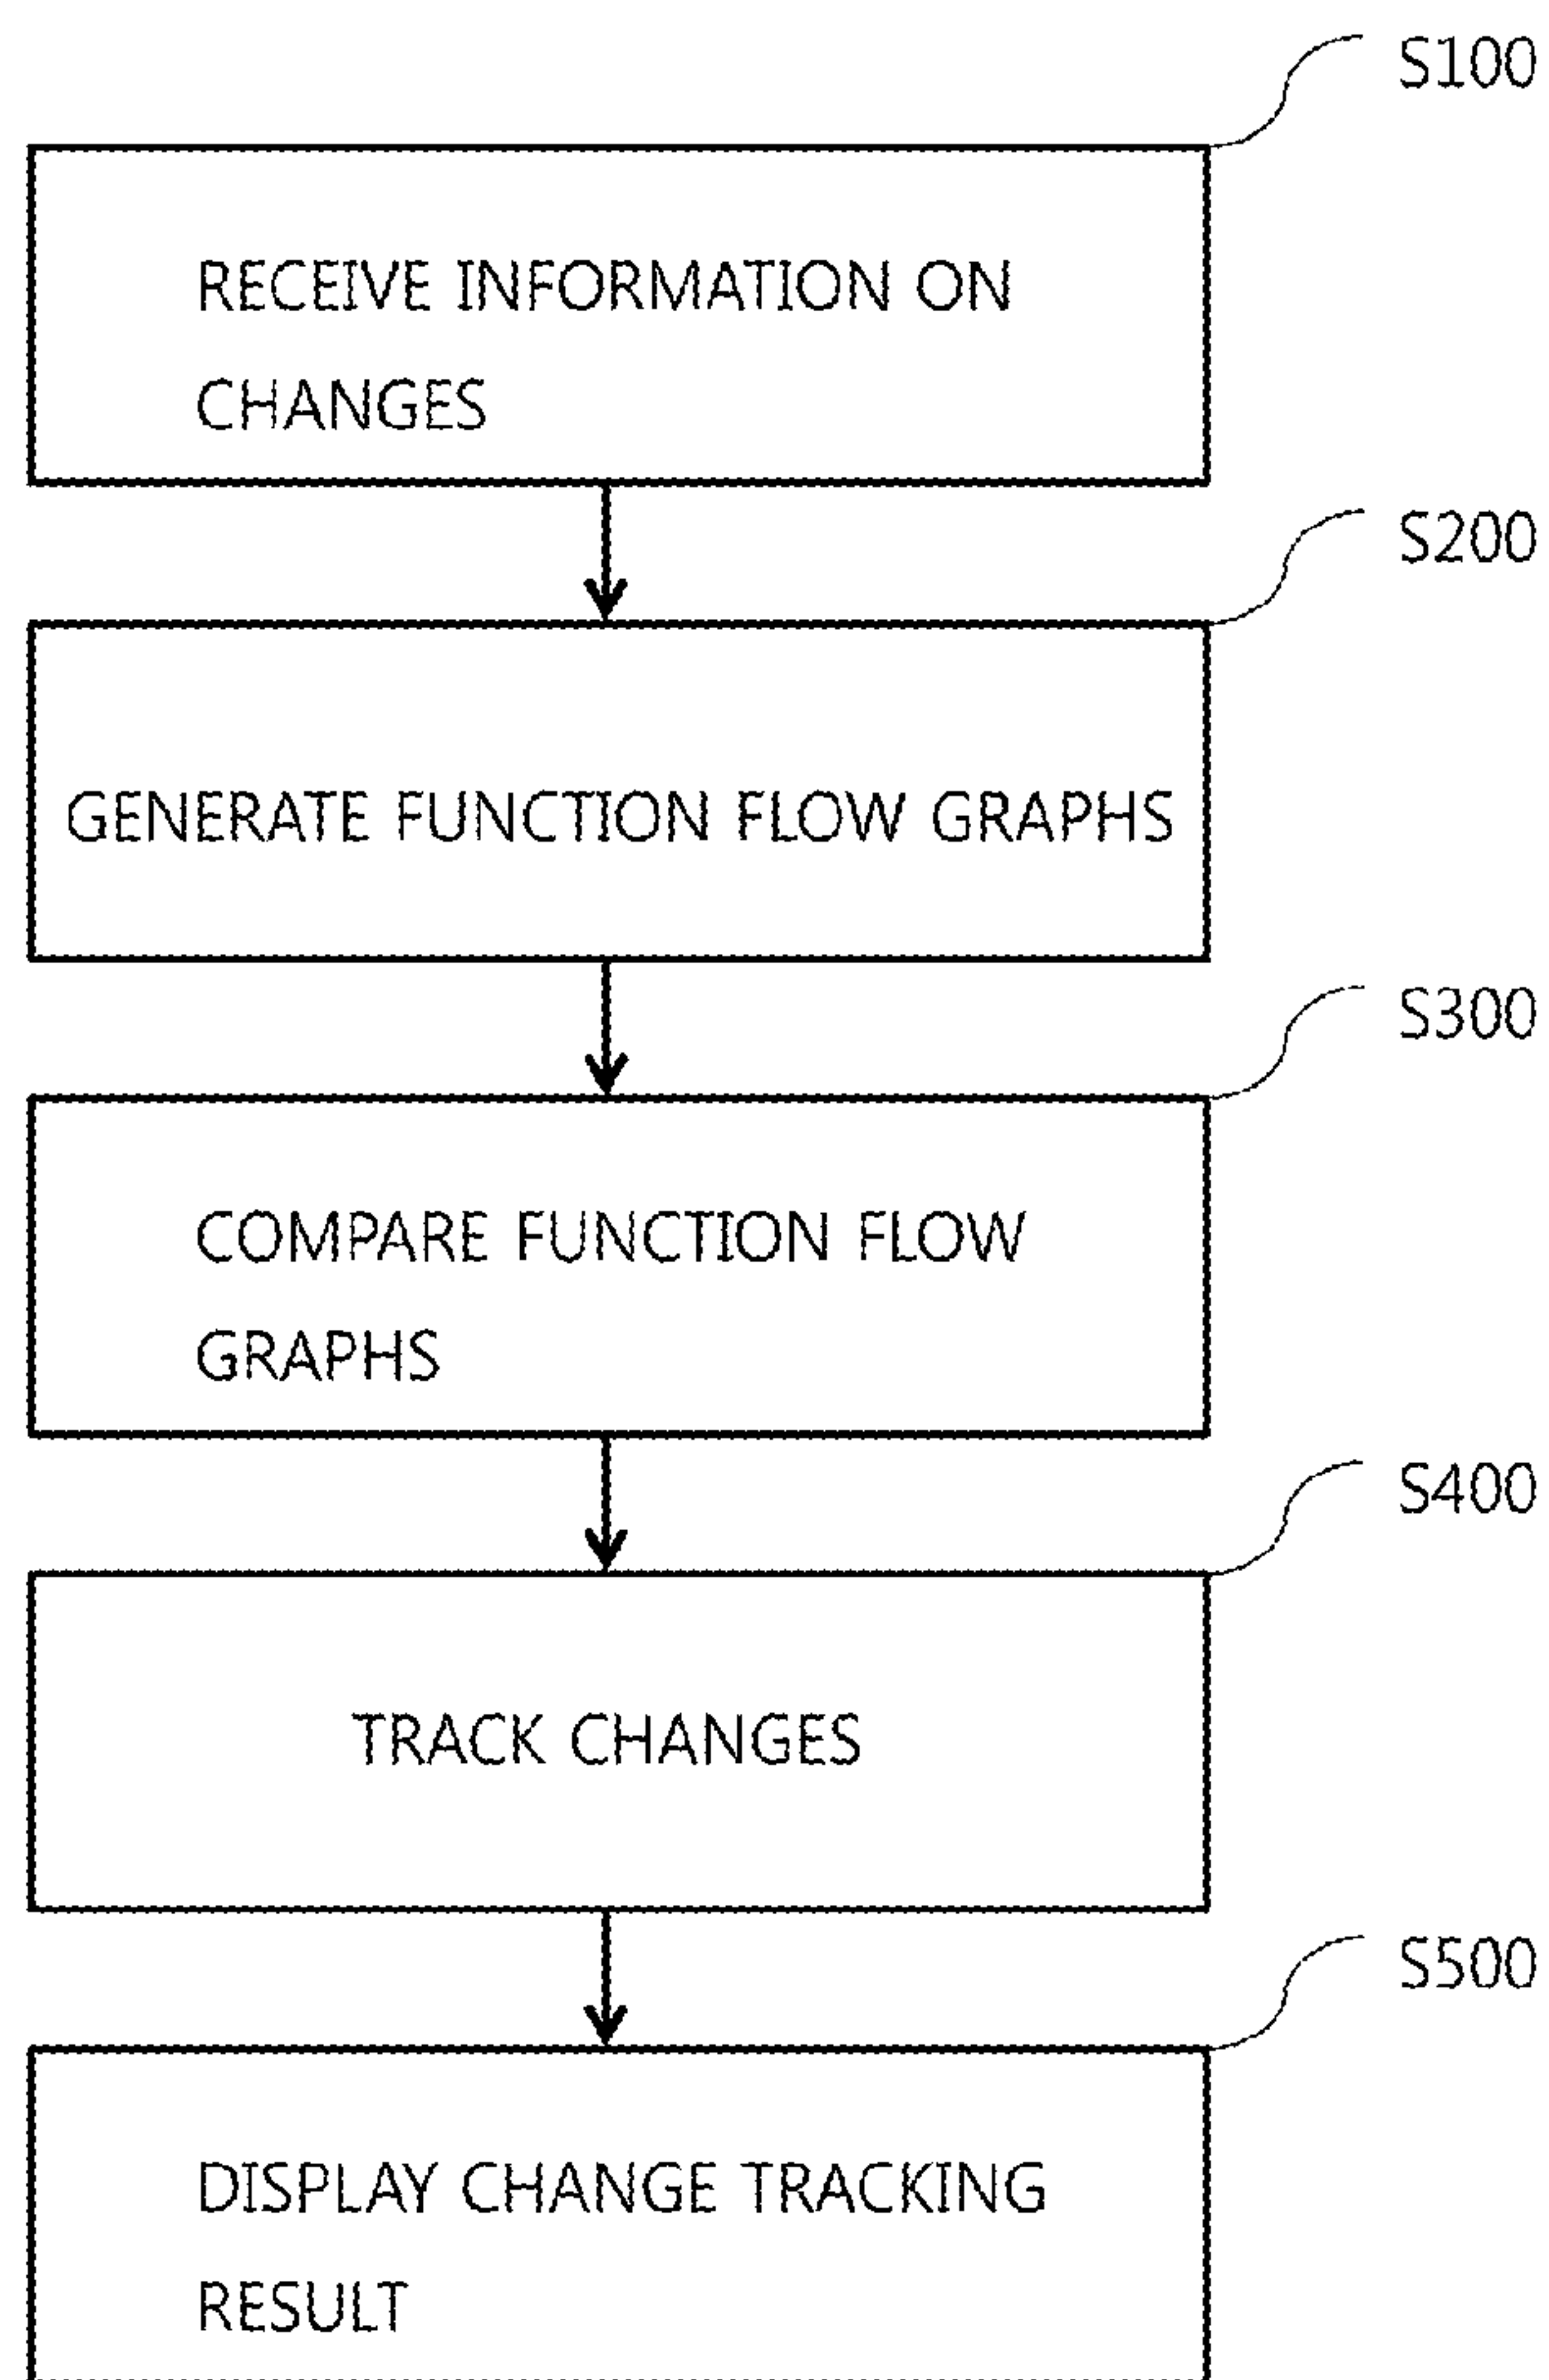 S100
RECEIVE INFORMATION ON
CHANGES
S200
GENERATE FUNCTION FLOW GRAPHS
S300
COMPARE FUNCTION FLOW
GRAPHS
S400
TRACK CHANGES
S500
DISPLAY CHANGE TRACKING
RESULT